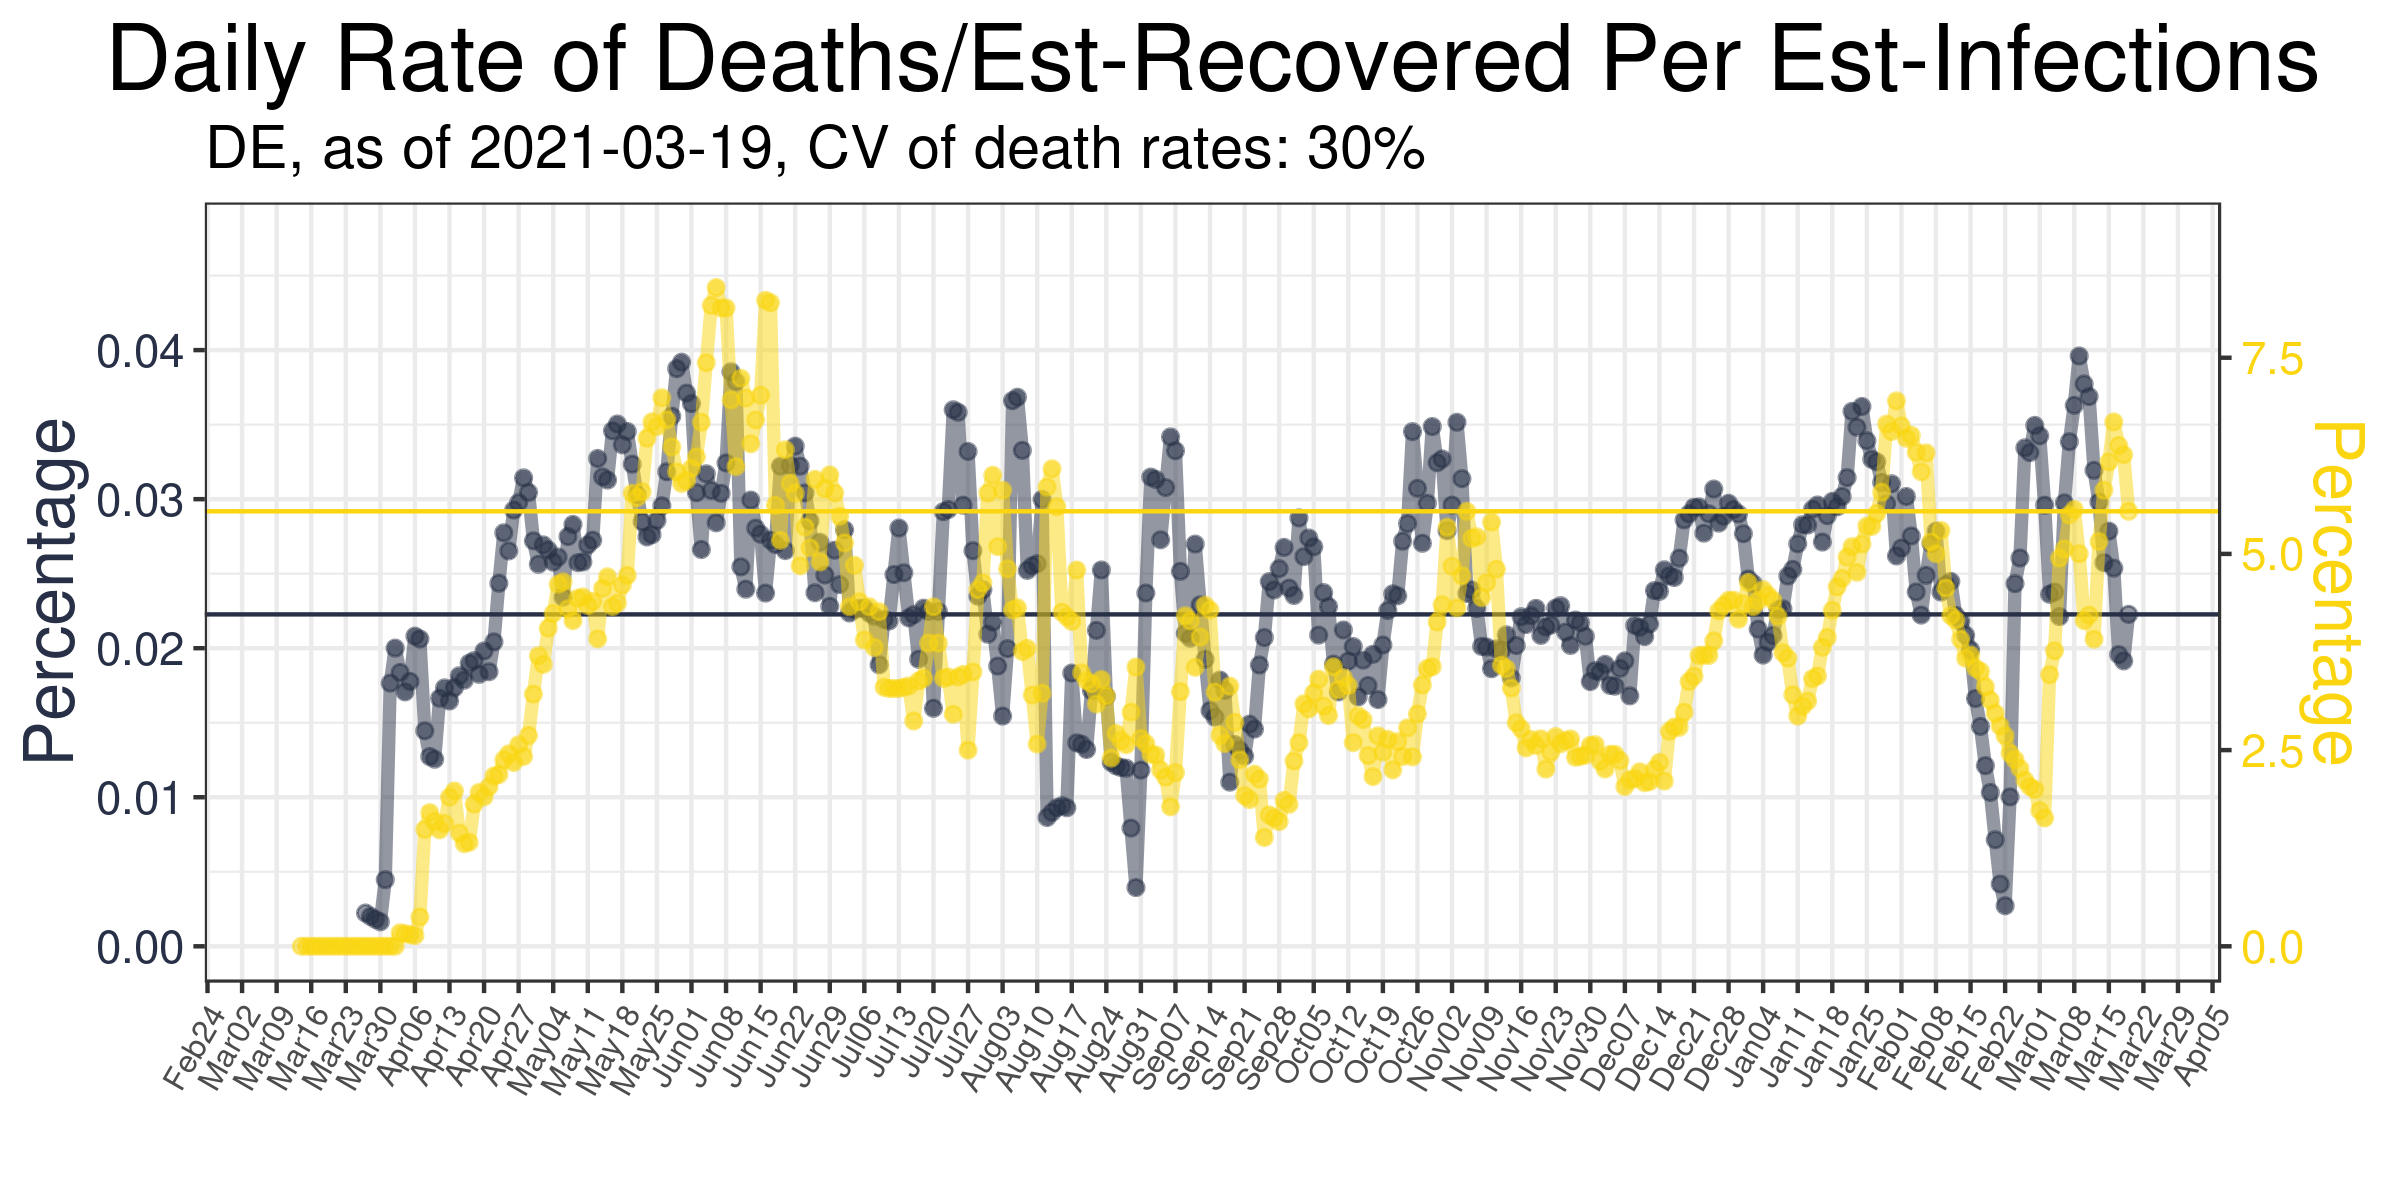 Daily Rate of Deaths/Est-Recovered Per Est-Infections
DE, as of 2021-03-19, CV of death rates: 30%
Percentage
0.04
0.03
0.02
0.01
0.00
7.5
5.0
2.5
0.0
Percentage
Feb24 Mar02 Mar09 Mar16 Mar23 Mar30 Apr06 Apr13 Apr20 Apr27 May04 May11 May18 May25 Jun01 Jun08 Jun15 Jun22 Jun29 Jul06 Jul13 Jul20 Jul27 Aug03 Aug10 Aug17 Aug24 Aug31 Sep07 Sep14 Sep21 Sep28 Oct05 Oct12 Oct19 Oct26 Nov02 Nov09 Nov16 Nov23 Nov30 Dec07 Dec14 Dec21 Dec28 Jan04 Jan11 Jan18 Jan25 Feb01 Feb08 Feb15 Feb22 Mar01 Mar08 Mar15 Mar22 Mar29 Apr05